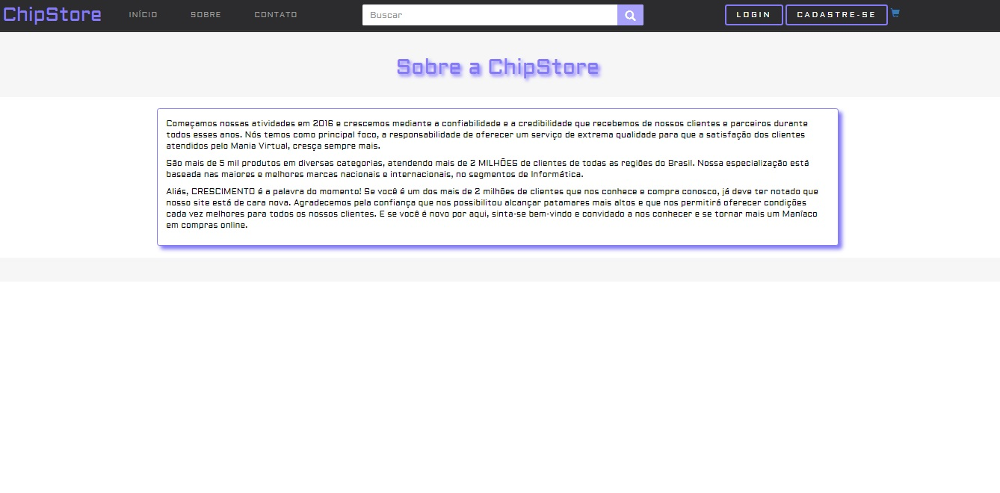 ChipStore
INÍCIO
SOBRE
CONTATO
Buscar
LOGIN
CADASTRE-SE
Sobre a ChipStore
Começamos nossas atividades em 2016 e crescemos mediante a confiabilidade e a credibilidade que recebemos de nossos clientes e parceiros durante
todos esses anos. Nós temos como principal foco, a responsabilidade de oferecer um serviço de extrema qualidade para que a satisfação dos clientes
atendidos pelo Mania Virtual, cresça sempre mais.
São mais de 5 mil produtos em diversas categorias, atendendo mais de 2 MILHÕES de clientes de todas as regiões do Brasil. Nossa especialização está
baseada nas maiores e melhores marcas nacionais e internacionais, no segmentos de Informática.
Aliás, CRESCIMENTO é a palavra do momento! Se você é um dos mais de 2 milhões de clientes que nos conhece e compra conosco, já deve ter notado que
nosso site está de cara nova. Agradecemos pela confiança que nos possibilitou alcançar patamares mais altos e que nos permitirá oferecer condições
cada vez melhores para todos os nossos clientes. E se você é novo por aqui, sinta-se bem-vindo e convidado a nos conhecer e se tornar mais um Maníaco
em compras online.